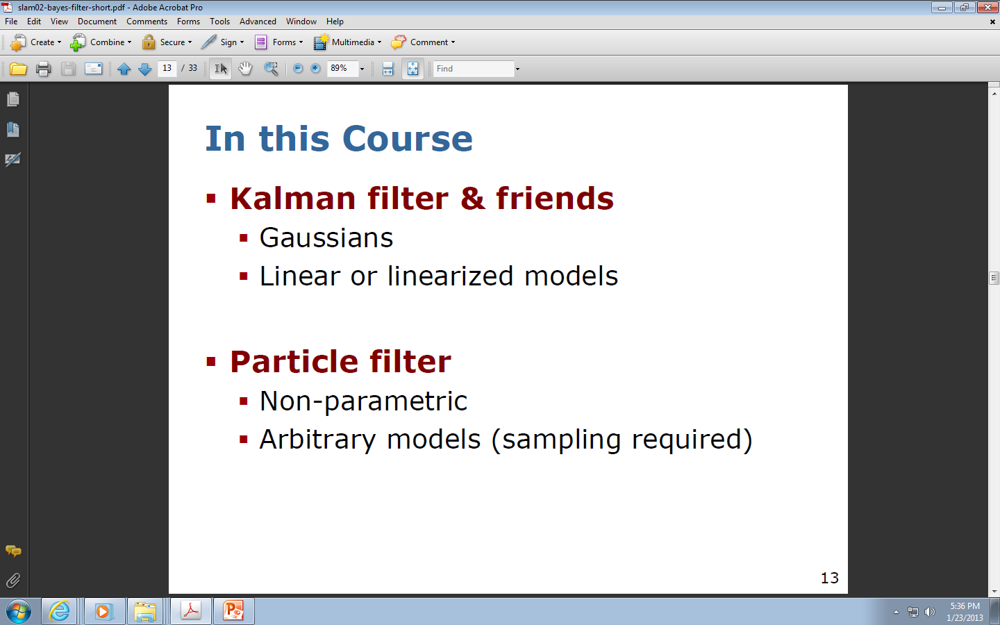 slam02-bayes-filter-short.pdf - Adobe Acrobat Pro
File Edit View Document Comments Forms Tools Advanced Window Help
Create Combine Secure Sign Forms Multimedia Comment
13 / 33 89% Find
In this Course
Kalman filter & friends
Gaussians
Linear or linearized models
Particle filter
Non-parametric
Arbitrary models (sampling required)
13
5:36 PM
1/23/2013